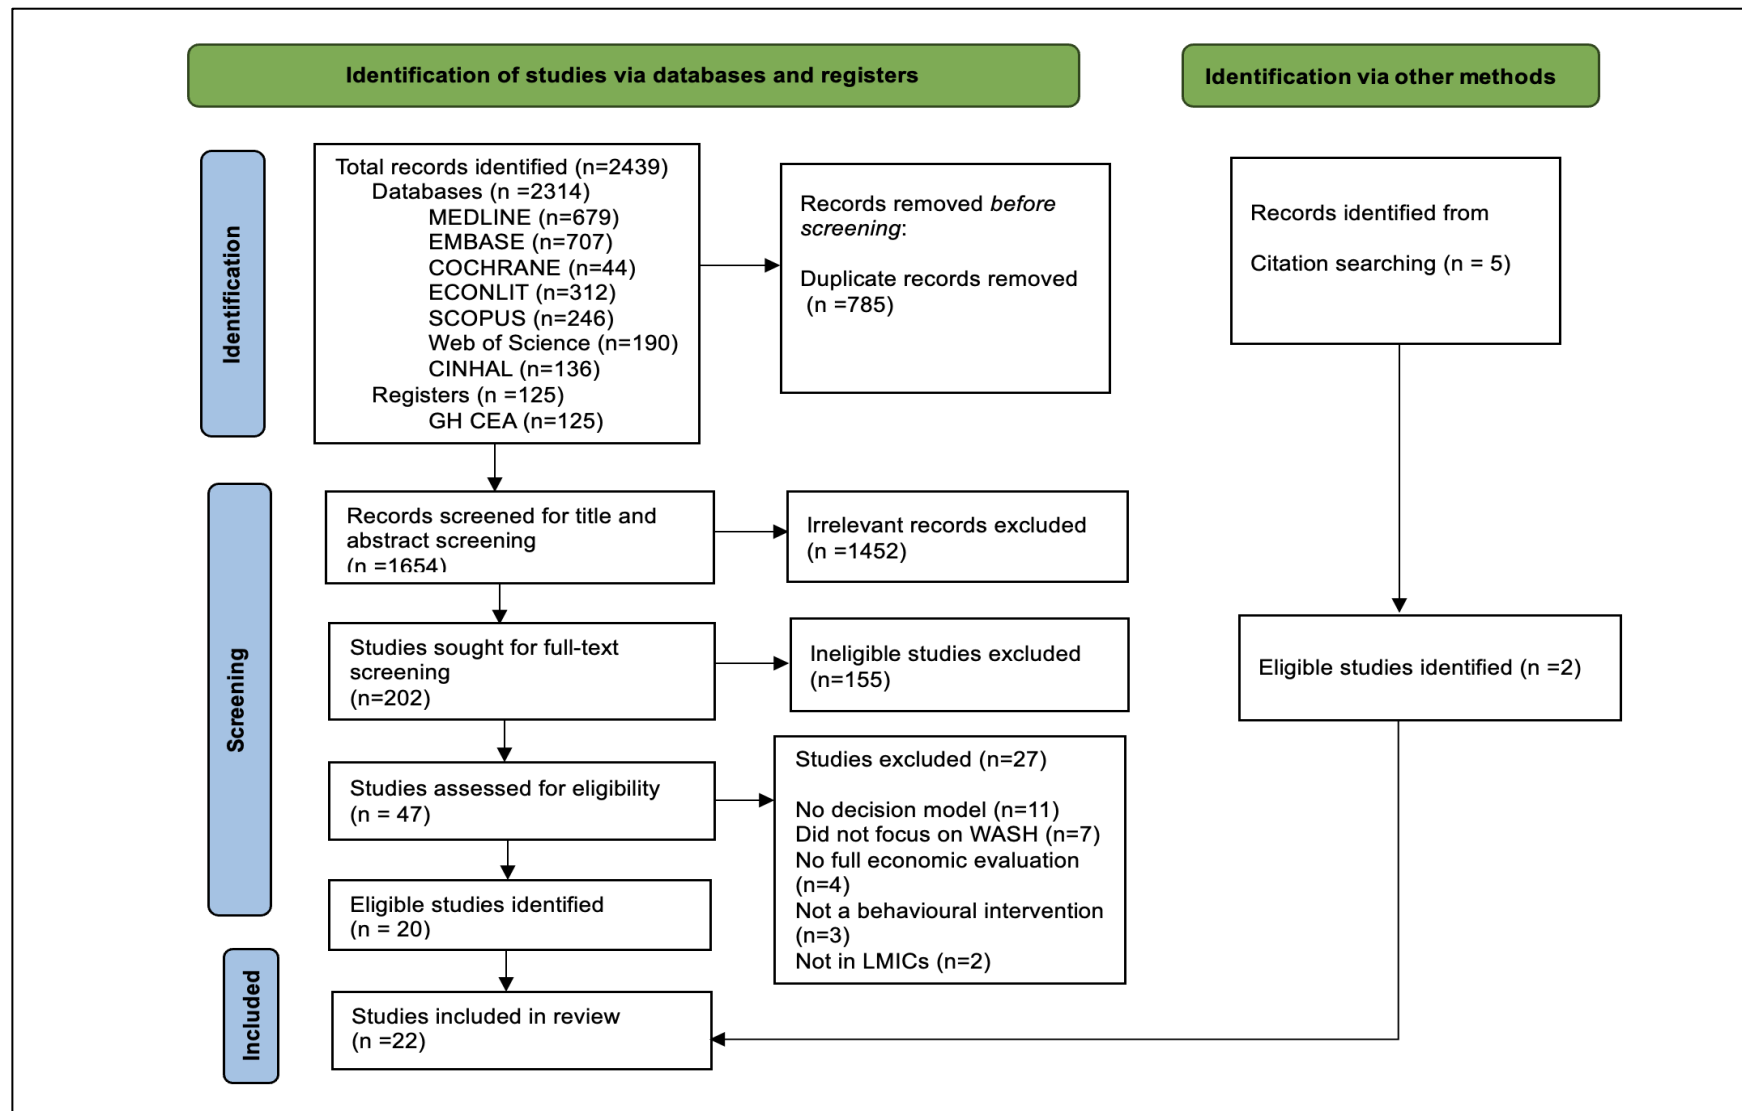 Identification of studies via databases and registers
Identification via other methods
Identification
Total records identified (n=2439)
Databases (n =2314)
MEDLINE (n=679)
EMBASE (n=707)
COCHRANE (n=44)
ECONLIT (n=312)
SCOPUS (n=246)
Web of Science (n=190)
CINHAL (n=136)
Registers (n =125)
GH CEA (n=125)
Records removed before
screening:
Duplicate records removed
(n =785)
Records identified from
Citation searching (n = 5)
Screening
Records screened for title and
abstract screening
(n =1654)
Irrelevant records excluded
(n =1452)
Studies sought for full-text
screening
(n=202)
Ineligible studies excluded
(n=155)
Eligible studies identified (n =2)
Studies assessed for eligibility
(n = 47)
Studies excluded (n=27)
No decision model (n=11)
Did not focus on WASH (n=7)
No full economic evaluation
(n=4)
Not a behavioural intervention
(n=3)
Not in LMICs (n=2)
Eligible studies identified
(n = 20)
Included
Studies included in review
(n =22)